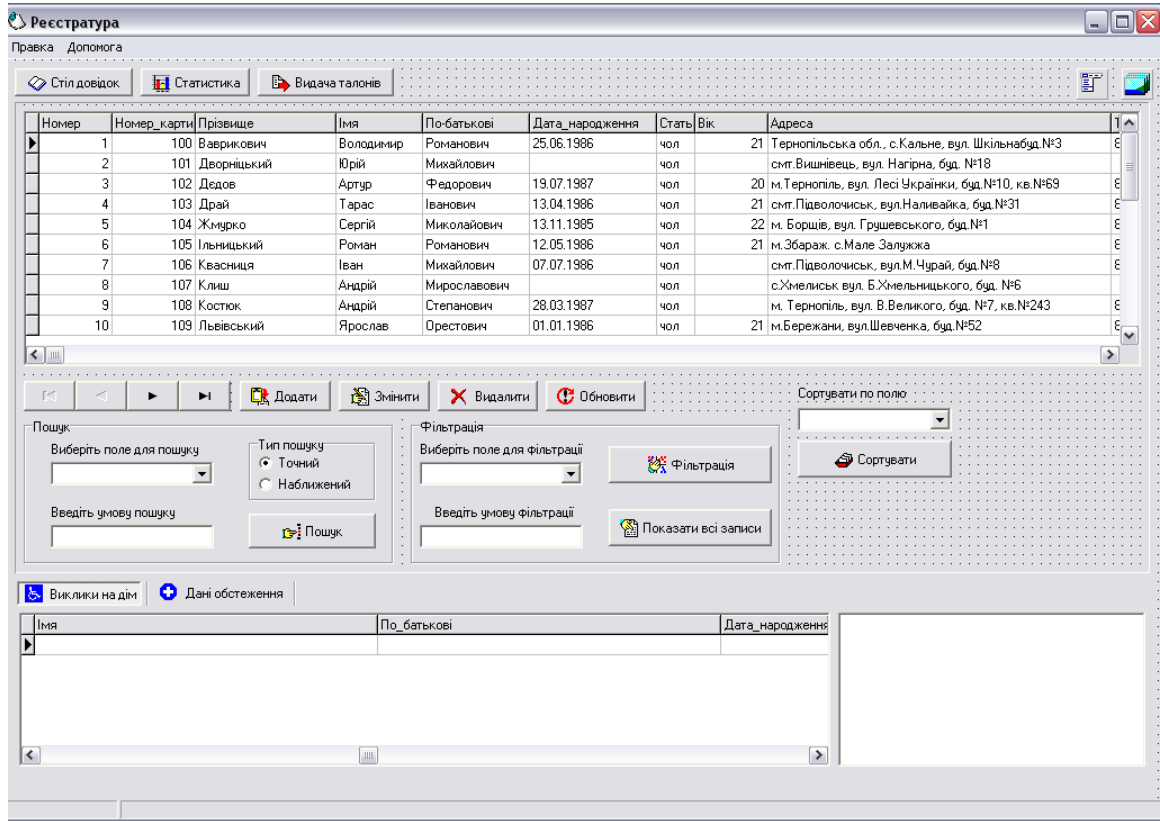 Реєстратура
Правка Допомога
Стіл довідок Статистика Видача талонів
Номер Номер_карти Прізвище Імя По-батькові Дата_народження Стать Вік Адреса
1 100 Ваврикович Володимир Романович 25.06.1986 чол 21 Тернопільська обл., с.Кальне, вул. Шкільнабуд.№3
2 101 Дворніцький Юрій Михайлович чол смт.Вишнівець, вул. Нагірна, буд. №18
3 102 Дєдов Артур Федорович 19.07.1987 чол 20 м.Тернопіль, вул. Лесі Українки, буд.№10, кв.№69
4 103 Драй Тарас Іванович 13.04.1986 чол 21 смт.Підволочиськ, вул.Наливайка, буд.№31
5 104 Жмурко Сергій Миколайович 13.11.1985 чол 22 м. Борщів, вул. Грушевського, буд.№1
6 105 Ільницький Роман Романович 12.05.1986 чол 21 м.Збараж. с.Мале Залужжа
7 106 Квасниця Іван Михайлович 07.07.1986 чол смт.Підволочиськ, вул.М.Чурай, буд.№8
8 107 Клиш Андрій Мирославович чол с.Хмелиськ вул. Б.Хмельницького, буд. №6
9 108 Костюк Андрій Степанович 28.03.1987 чол м. Тернопіль, вул. В.Великого, буд. №7, кв.№243
10 109 Львівський Ярослав Орестович 01.01.1986 чол 21 м.Бережани, вул.Шевченка, буд.№52
Додати Змінити Видалити Обновити
Сортувати по полю
Сортувати
Пошук
Виберіть поле для пошуку
Тип пошуку
Точний
Наближений
Введіть умову пошуку
Пошук
Фільтрація
Виберіть поле для фільтрації
Фільтрація
Введіть умову фільтрації
Показати всі записи
Виклики на дім Дані обстеження
Імя По_батькові Дата_народження